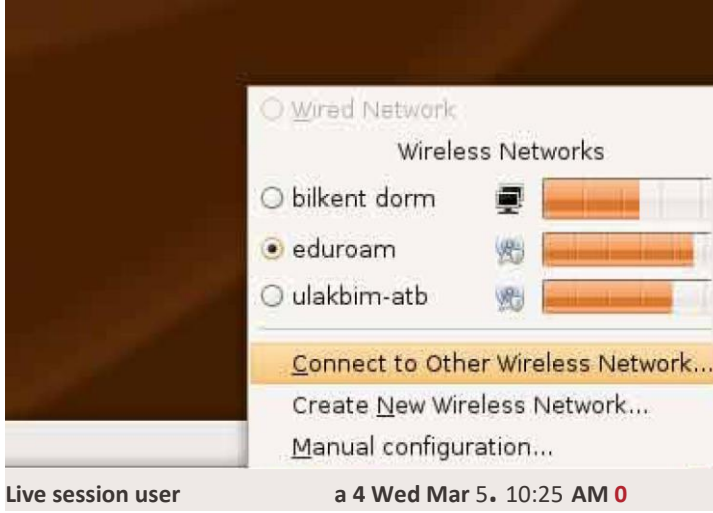 Wired Network
Wireless Networks
bilkent dorm
eduroam
ulakbim-atb
Connect to Other Wireless Network...
Create New Wireless Network...
Manual configuration...
Live session user a 4 Wed Mar 5. 10:25 AM 0